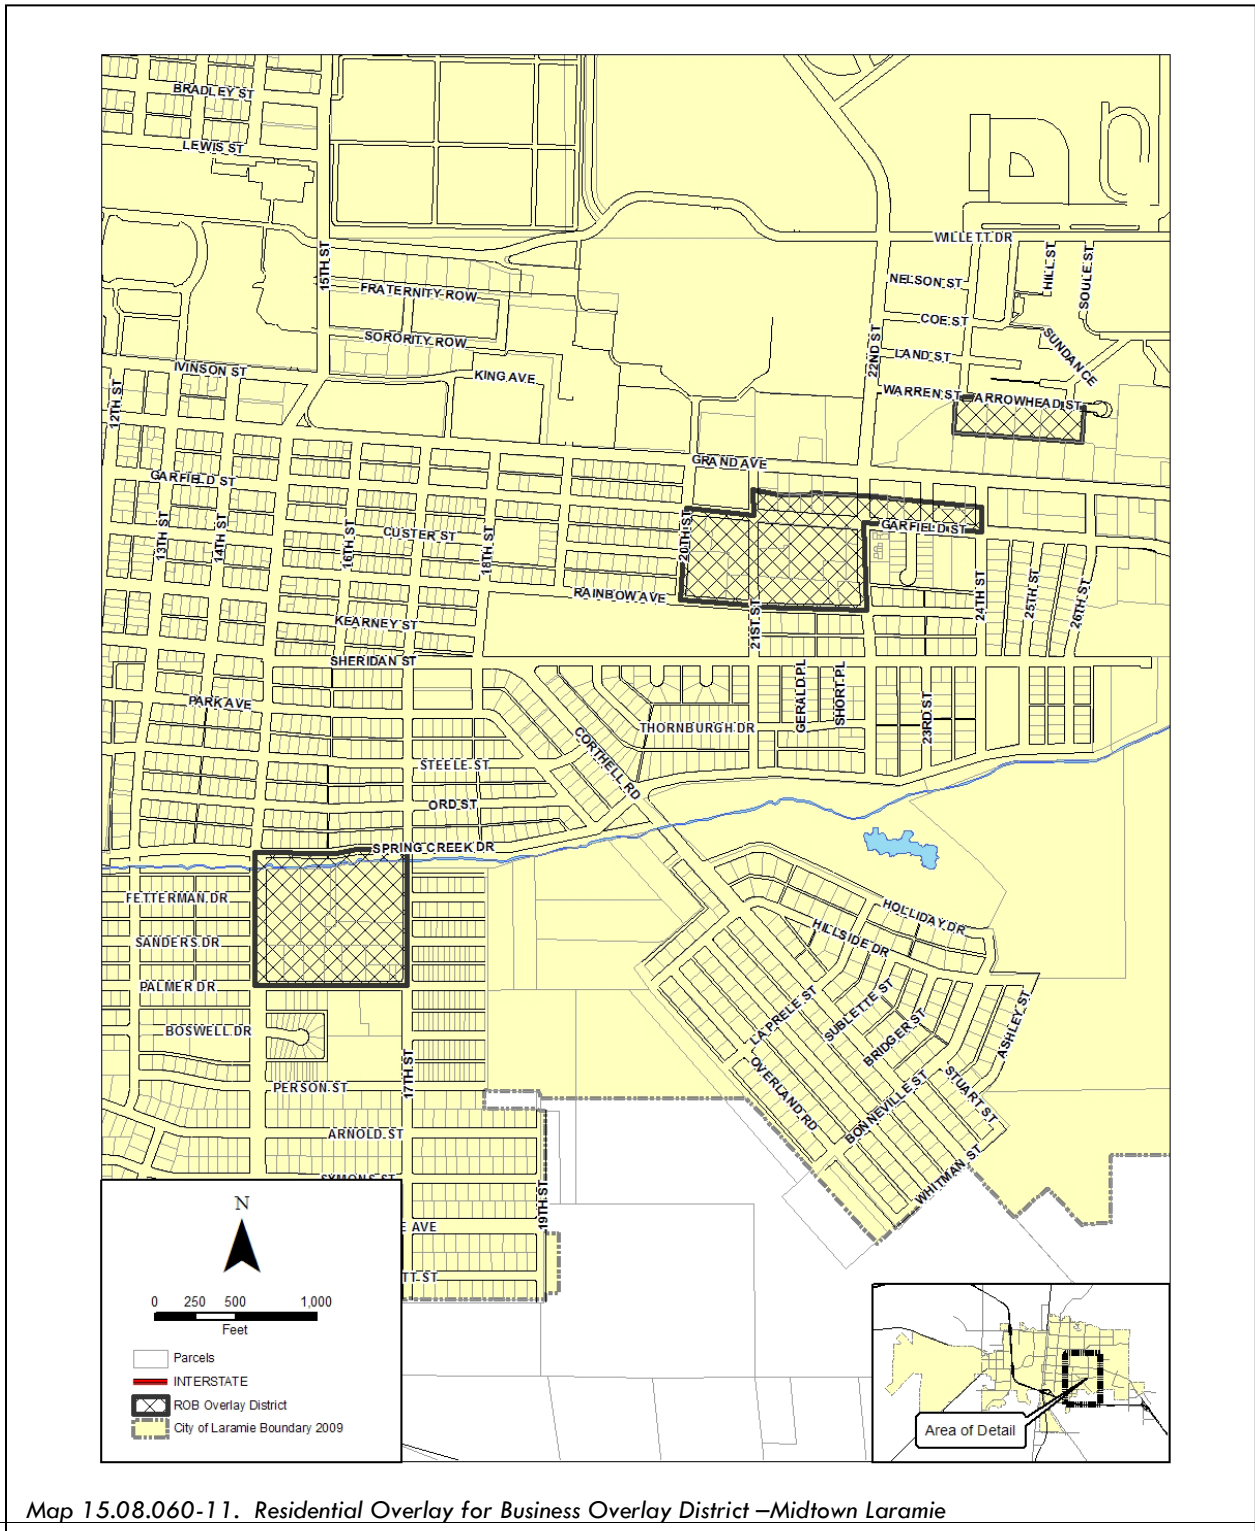 BRADLEY ST
LEWIS ST
15TH ST
WILLETT DR
NELSON ST
HILL ST
SOULE ST
FRATERNITY ROW
COE ST
SORORITY ROW
22ND ST
LAND ST
SUNDANCE
IVINSON ST
KING AVE
12TH ST
WARREN ST
ARROWHEAD ST
GRAND AVE
GARFIELD ST
13TH ST
14TH ST
16TH ST
CUSTER ST
18TH ST
20TH ST
GARFIELD ST
RAINBOW AVE
24TH ST
25TH ST
26TH ST
KEARNEY ST
21ST ST
SHERIDAN ST
PARK AVE
GERALD PL
SHORT PL
23RD ST
THORNBURGH DR
CORTHELL RD
STEELE ST
ORD ST
SPRING CREEK DR
FETTERMAN DR
HOLLIDAY DR
HILLSIDE DR
SANDERS DR
PALMER DR
LA PRELE ST
SUBLETTE ST
BRIDGER ST
ASHLEY ST
BOSWELL DR
17TH ST
OVERLAND RD
BONNEVILLE ST
STUART ST
PERSON ST
ARNOLD ST
WHITMAN ST
SYMONS ST
19TH ST
E AVE
TT ST
N
0 250 500 1,000
Feet
Parcels
INTERSTATE
ROB Overlay District
City of Laramie Boundary 2009
Area of Detail
Map 15.08.060-11. Residential Overlay for Business Overlay District –Midtown Laramie